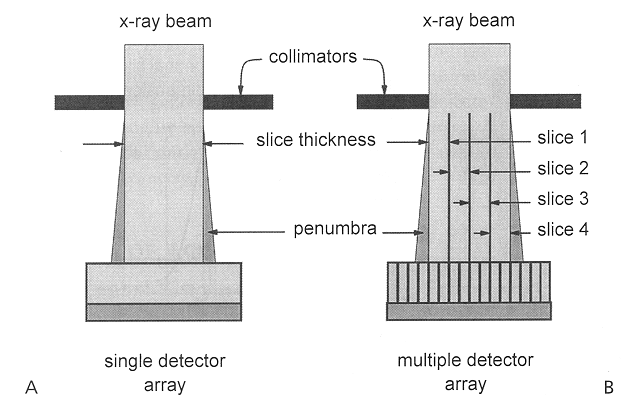 x-ray beam
x-ray beam
collimators
slice thickness
slice 1
slice 2
slice 3
penumbra
slice 4
single detector
array
multiple detector
array
A
B